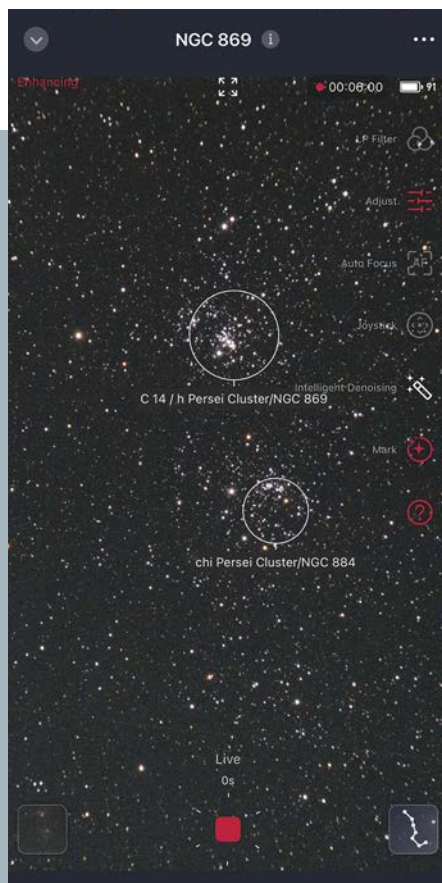 NGC 869 i
Enhancing
00:06:00 91
LP Filter
Adjust
Auto Focus AF
Joystick
Intelligent Denoising
C 14 / h Persei Cluster/NGC 869
Mark
?
chi Persei Cluster/NGC 884
Live
0s